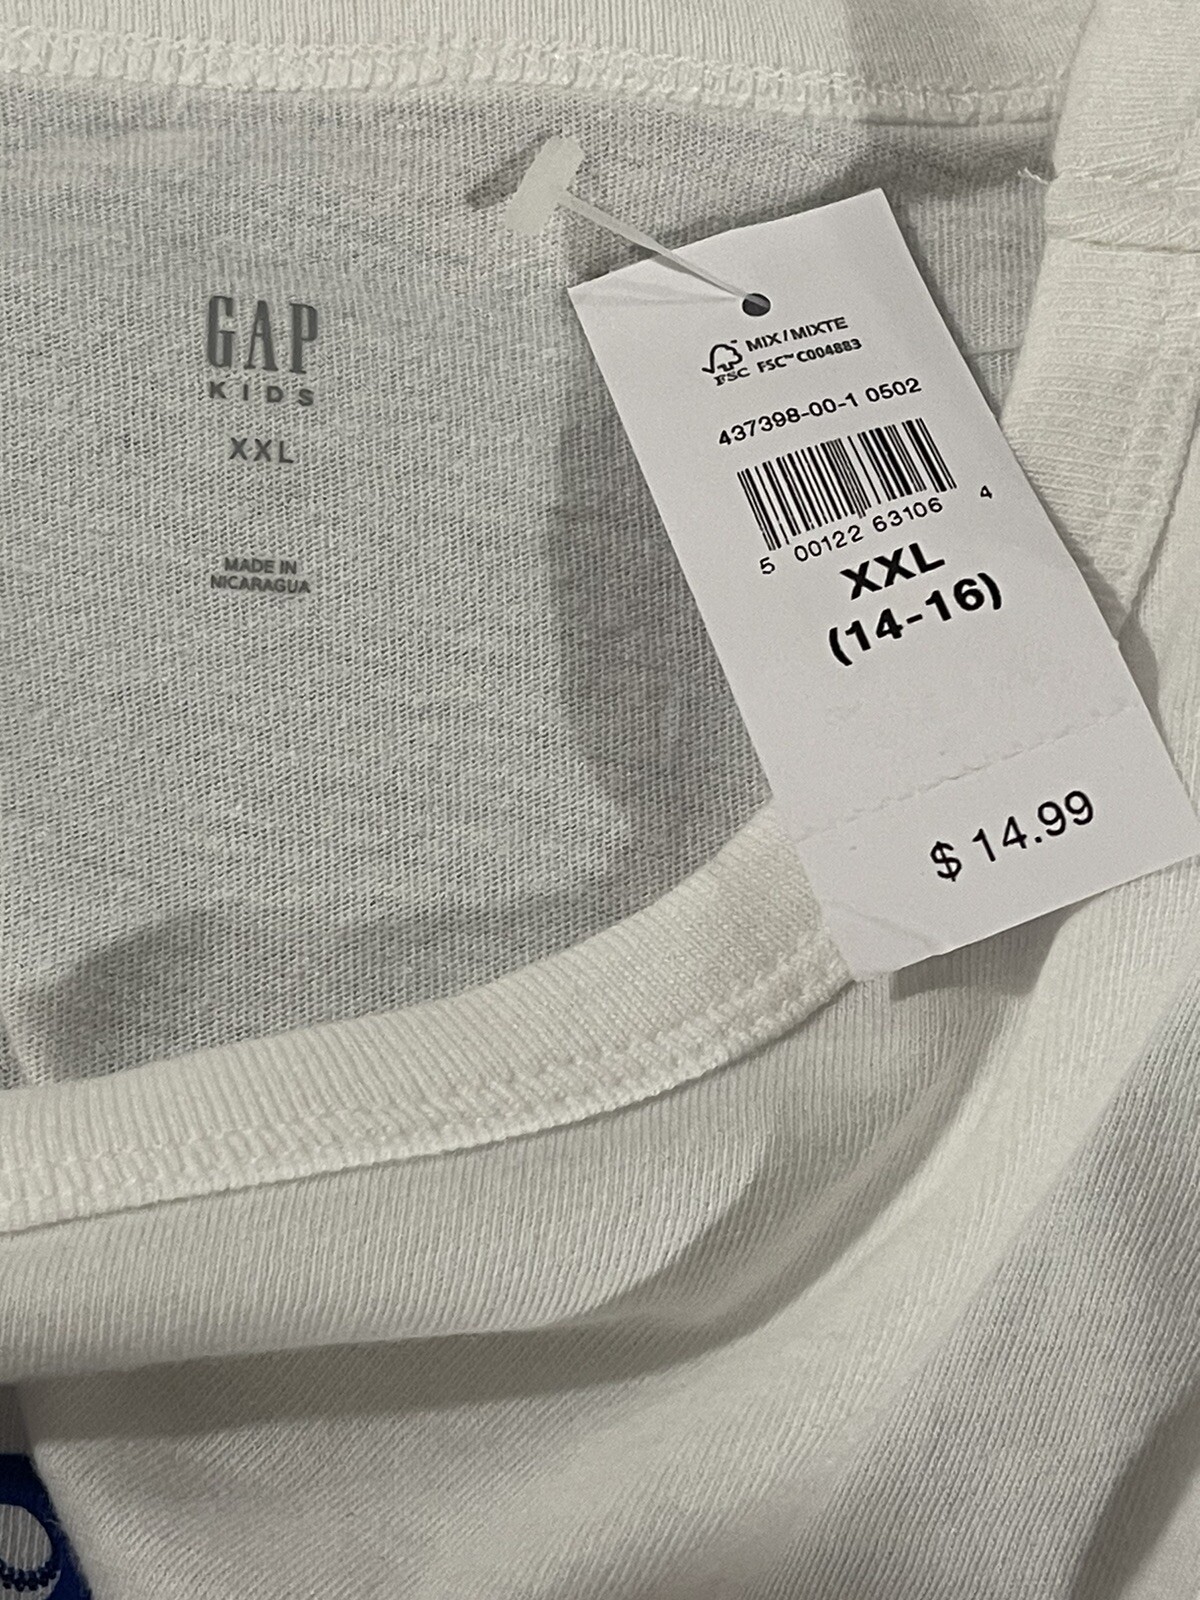 GAP
KIDS
XXL
MADE IN
NICARAGUA
MIX/MIXTE
FSC FSC™ C004883
437398-00-1 0502
5 00122 63106 4
XXL
(14-16)
$ 14.99